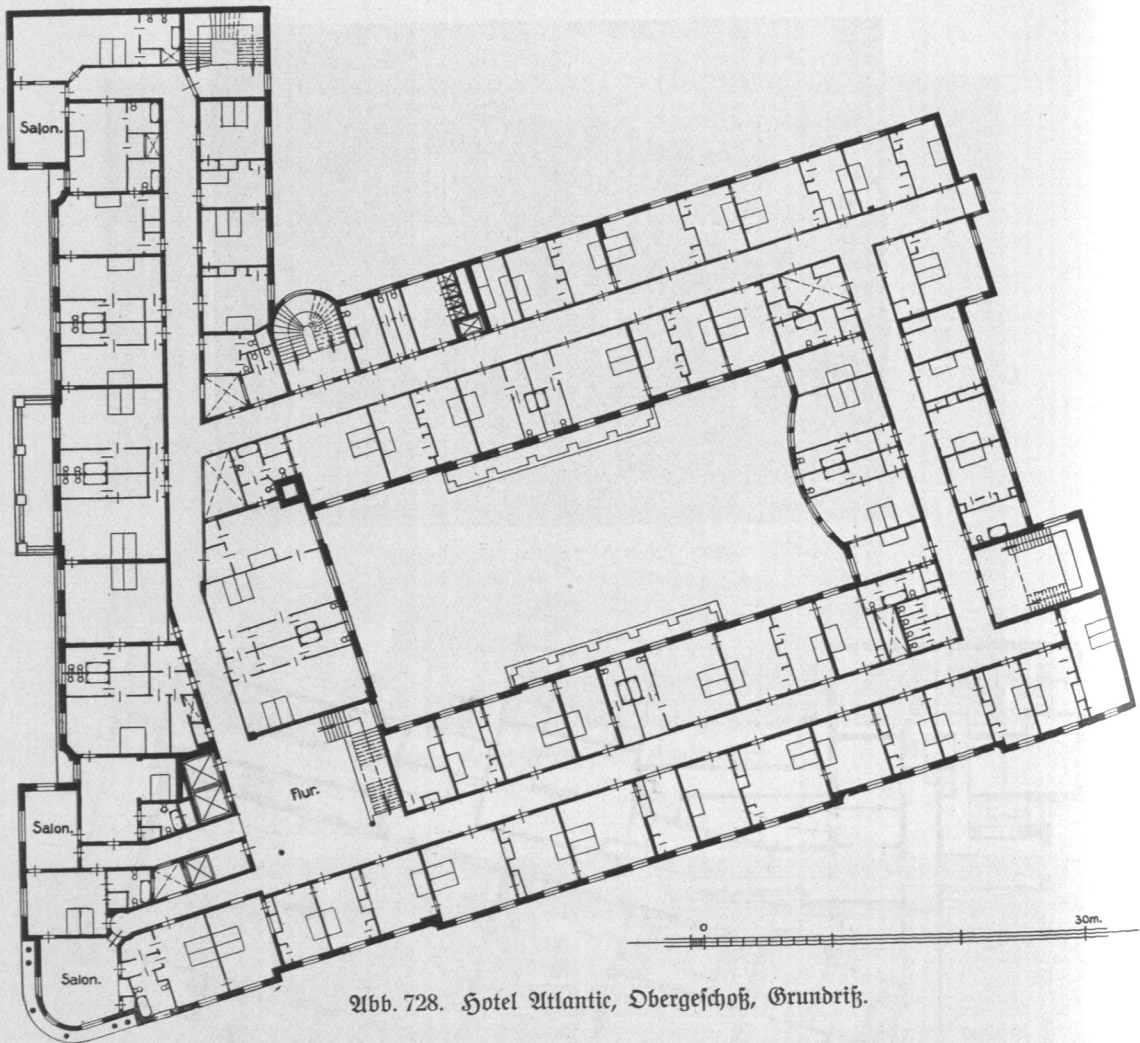 Salon.
Flur.
Salon.
Salon.
0
30m.
Abb. 728. Hotel Atlantic, Obergeschoß, Grundriß.